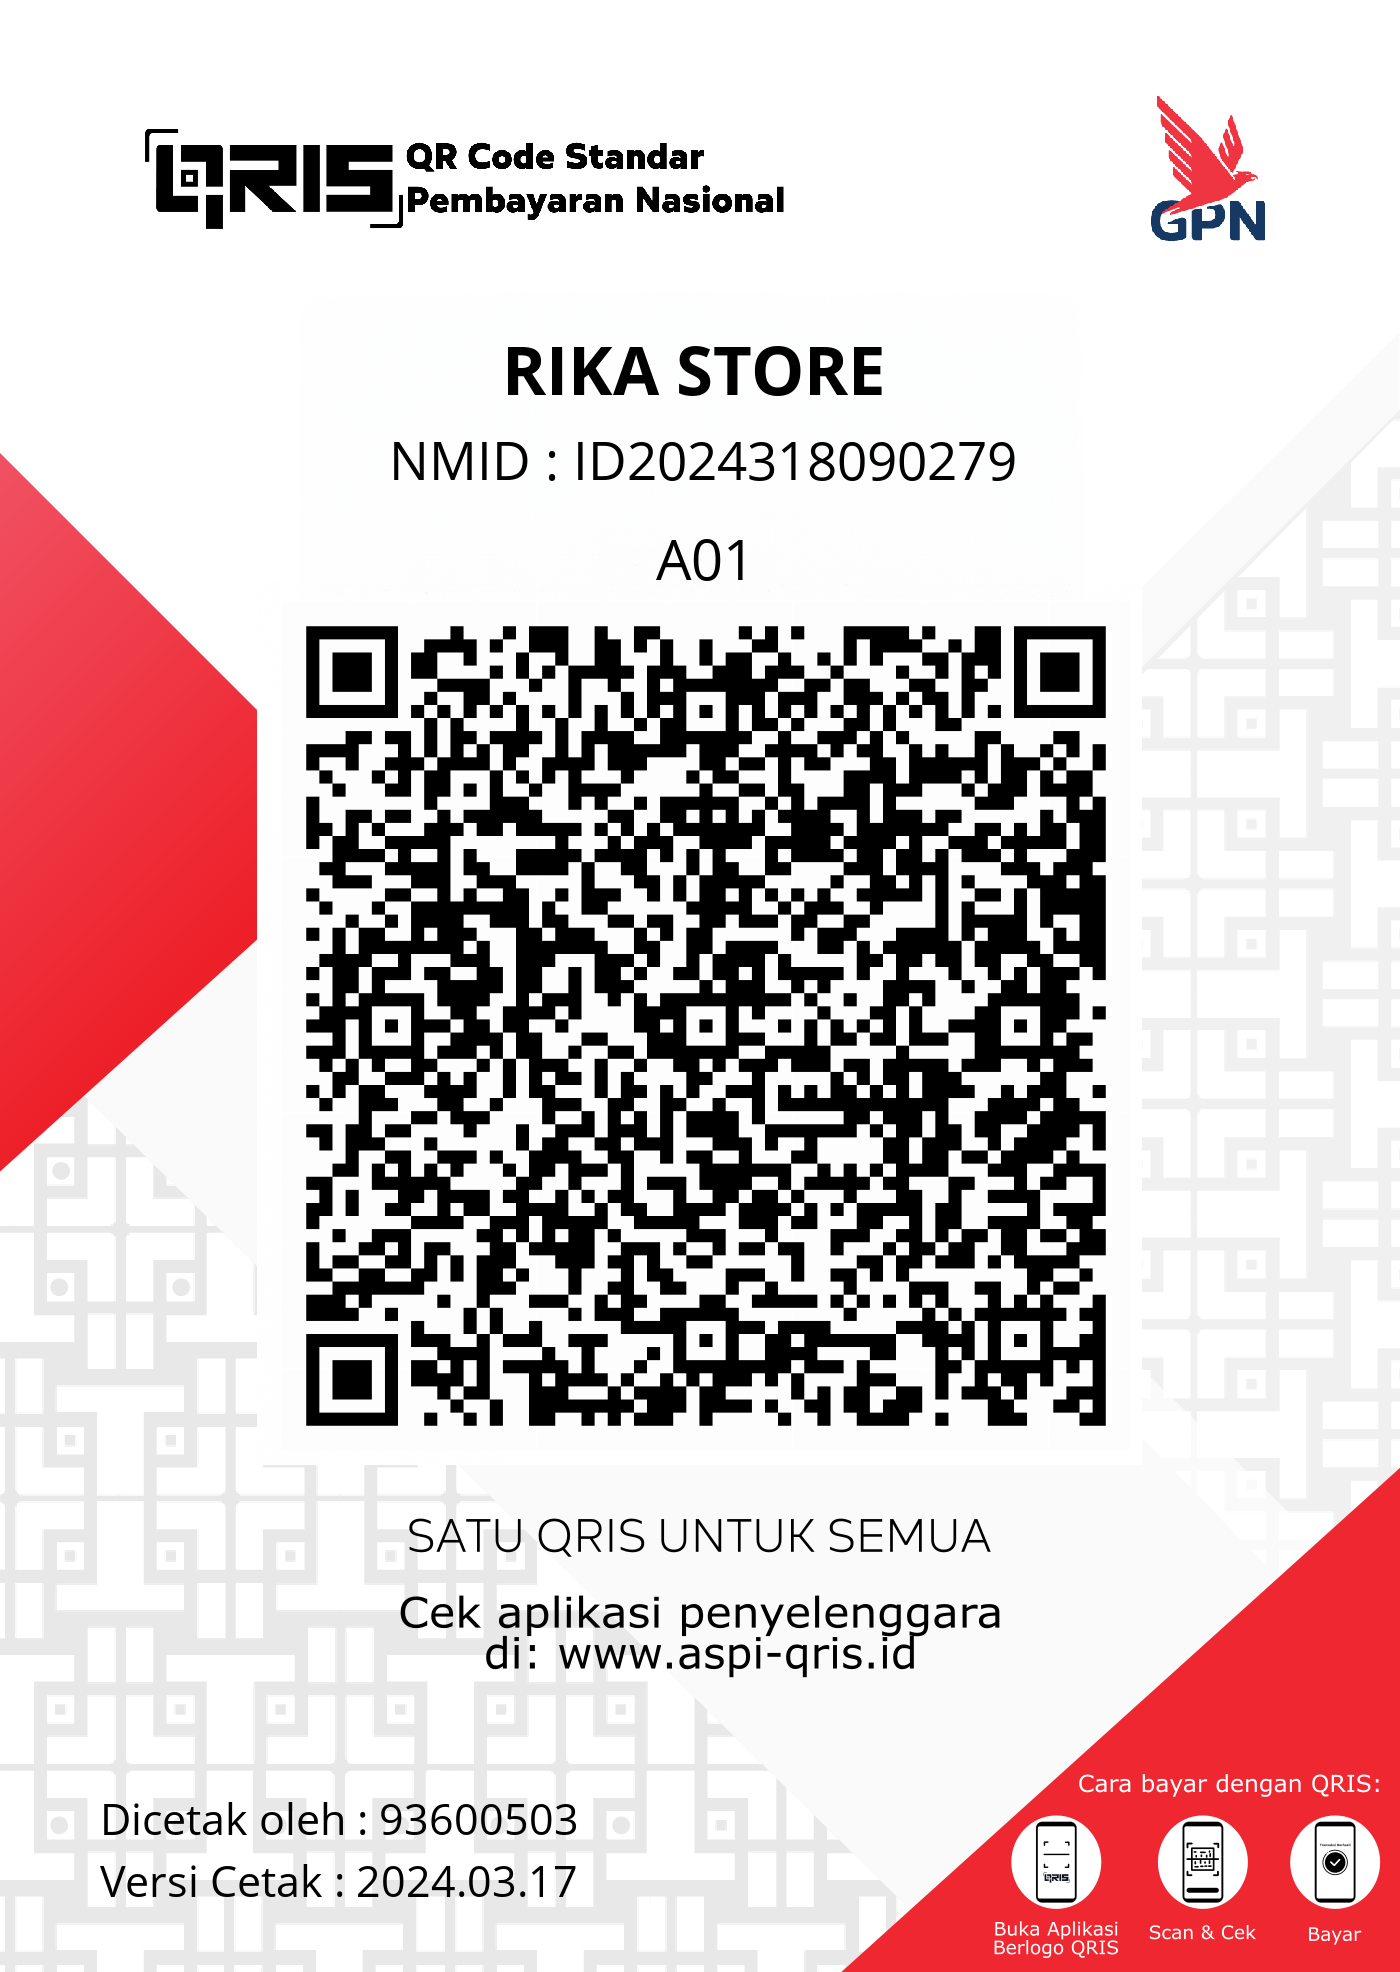 QRIS QR Code Standar
Pembayaran Nasional
GPN
RIKA STORE
NMID : ID2024318090279
A01
SATU QRIS UNTUK SEMUA
Cek aplikasi penyelenggara
di: www.aspi-qris.id
Dicetak oleh : 93600503
Versi Cetak : 2024.03.17
Cara bayar dengan QRIS:
QRIS
Buka Aplikasi
Berlogo QRIS
Scan & Cek
Bayar